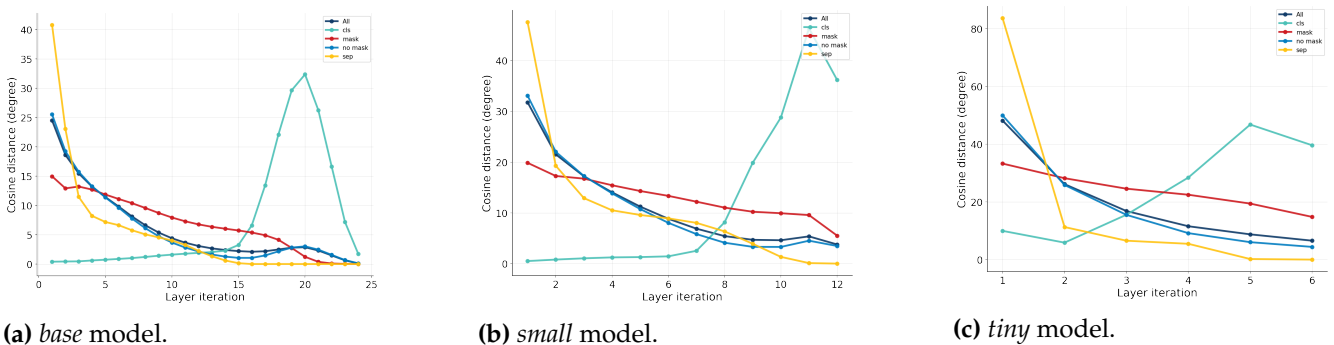 All
cls
mask
no mask
sep
40
35
30
25
20
15
10
5
0
Cosine distance (degree)
0 5 10 15 20 25
Layer iteration
(a) base model.
All
cls
mask
no mask
sep
40
30
20
10
0
Cosine distance (degree)
2 4 6 8 10 12
Layer iteration
(b) small model.
All
cls
mask
no mask
sep
80
60
40
20
0
Cosine distance (degree)
1 2 3 4 5 6
Layer iteration
(c) tiny model.